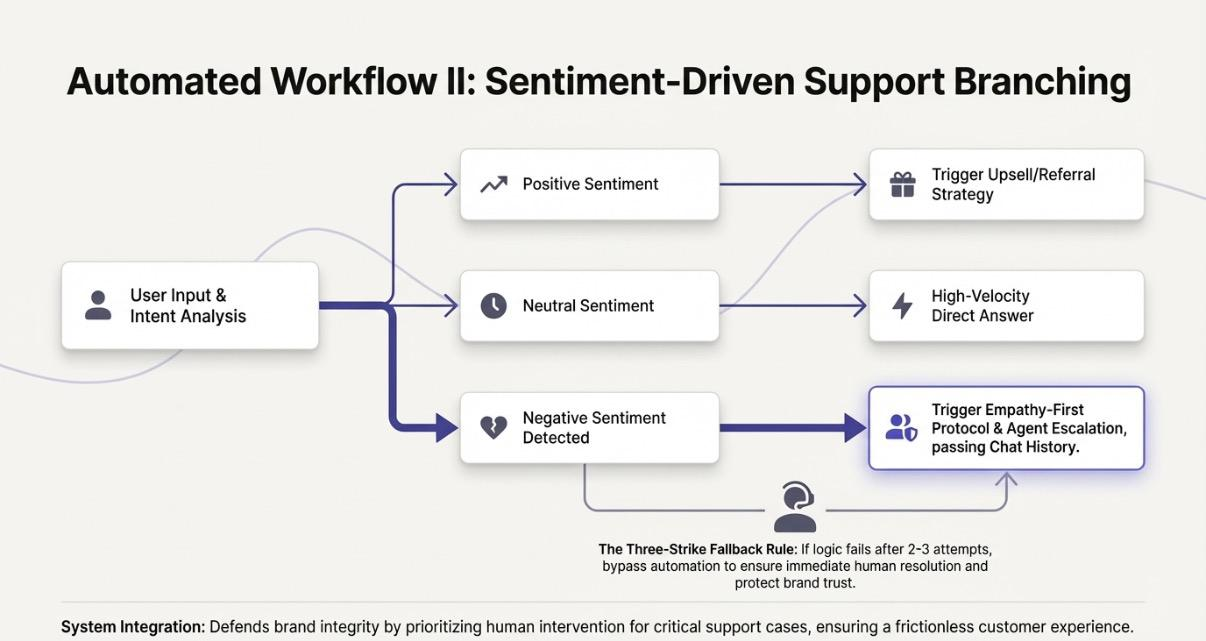 Automated Workflow II: Sentiment-Driven Support Branching
User Input &
Intent Analysis
Positive Sentiment
Trigger Upsell/Referral
Strategy
Neutral Sentiment
High-Velocity
Direct Answer
Negative Sentiment
Detected
Trigger Empathy-First
Protocol & Agent Escalation,
passing Chat History.
The Three-Strike Fallback Rule: If logic fails after 2-3 attempts,
bypass automation to ensure immediate human resolution and
protect brand trust.
System Integration: Defends brand integrity by prioritizing human intervention for critical support cases, ensuring a frictionless customer experience.